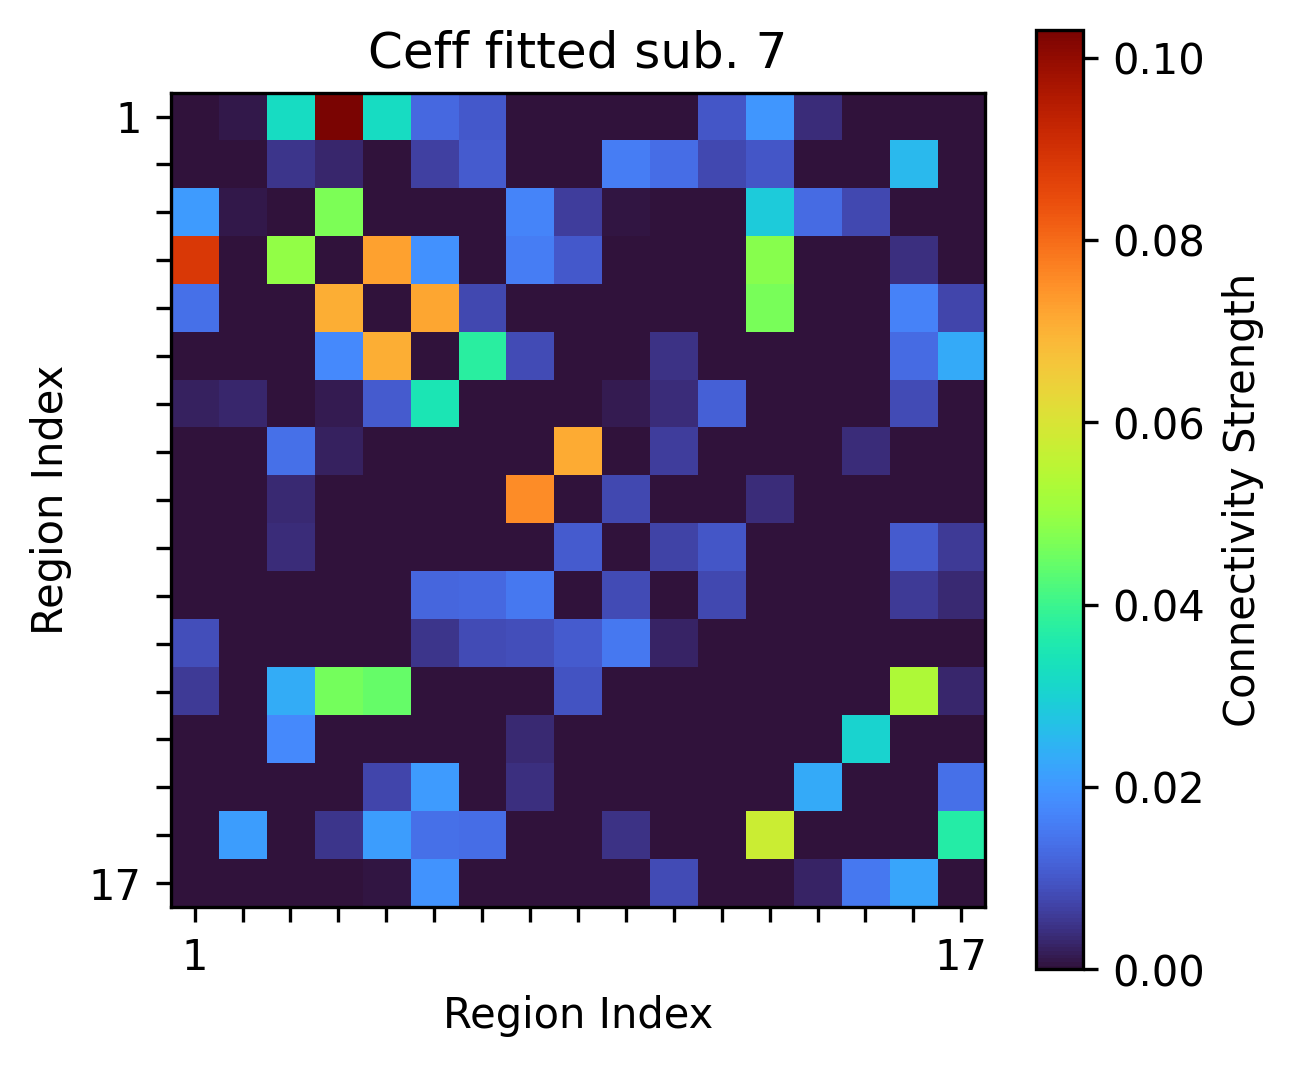 Ceff fitted sub. 7
1
17
Region Index
1
17
Region Index
0.10
0.08
0.06
0.04
0.02
0.00
Connectivity Strength